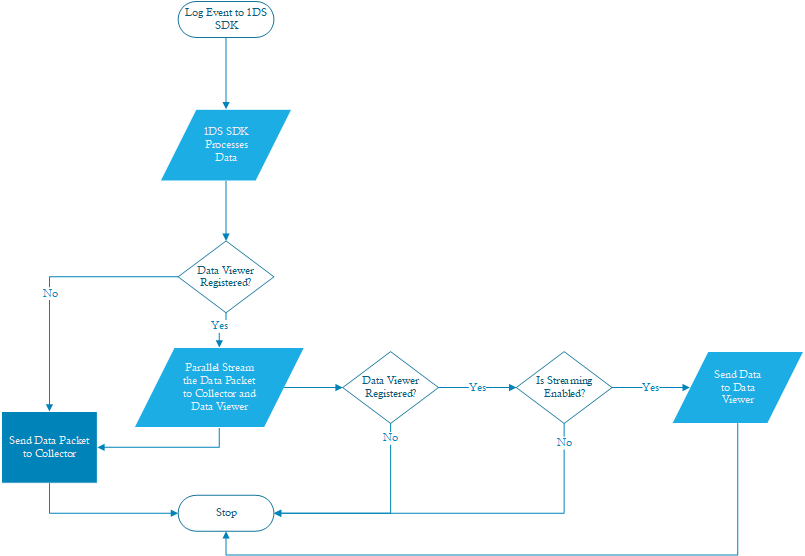 Log Event to 1DS
SDK
1DS SDK
Processes
Data
Data Viewer
Registered?
No
Yes
Parallel Stream
the Data Packet
to Collector and
Data Viewer
Data Viewer
Registered?
Yes
Is Streaming
Enabled?
Yes
Send Data
to Data
Viewer
No
No
Send Data Packet
to Collector
Stop